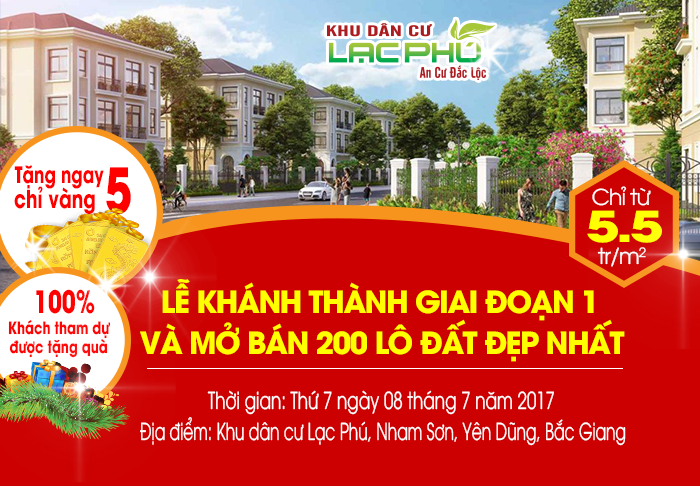 KHU DÂN CƯ
LẠC PHÚ
An Cư Đắc Lộc
Tặng ngay
chỉ vàng 5
Chỉ từ
5.5
tr/m²
100%
Khách tham dự
được tặng quà
LỄ KHÁNH THÀNH GIAI ĐOẠN 1
VÀ MỞ BÁN 200 LÔ ĐẤT ĐẸP NHẤT
Thời gian: Thứ 7 ngày 08 tháng 7 năm 2017
Địa điểm: Khu dân cư Lạc Phú, Nham Sơn, Yên Dũng, Bắc Giang